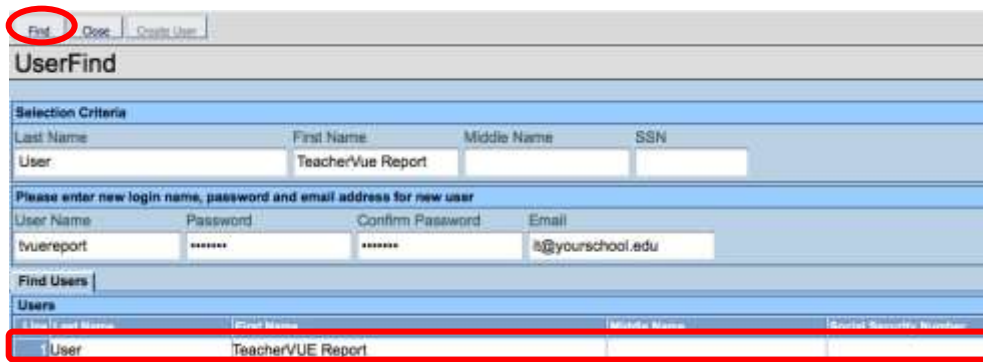 Find Close Create User
UserFind
Selection Criteria
Last Name First Name Middle Name SSN
User TeacherVue Report
Please enter new login name, password and email address for new user
User Name Password Confirm Password Email
tvuereport ••••••• ••••••• it@yourschool.edu
Find Users
Users
Line Last Name First Name Middle Name Social Security Number
1 User TeacherVUE Report